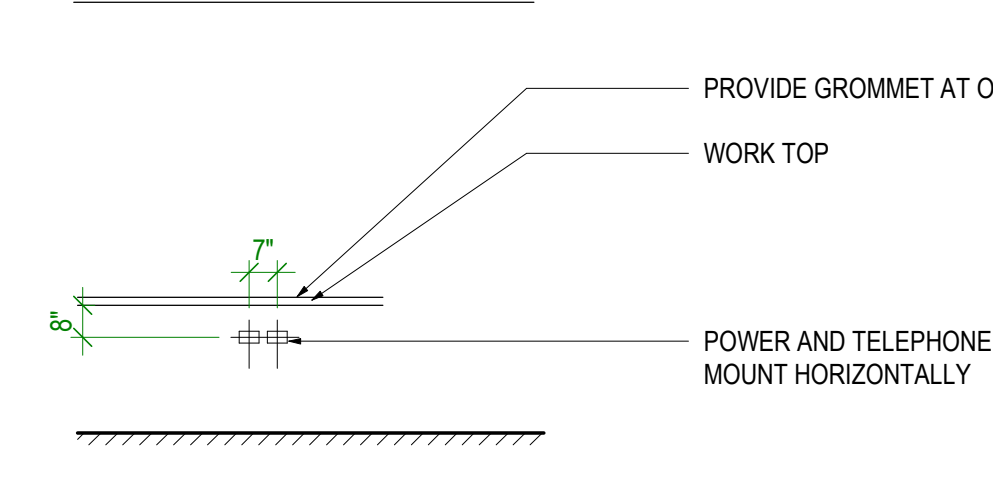 PROVIDE GROMMET AT O
WORK TOP
7"
8"
POWER AND TELEPHONE
MOUNT HORIZONTALLY